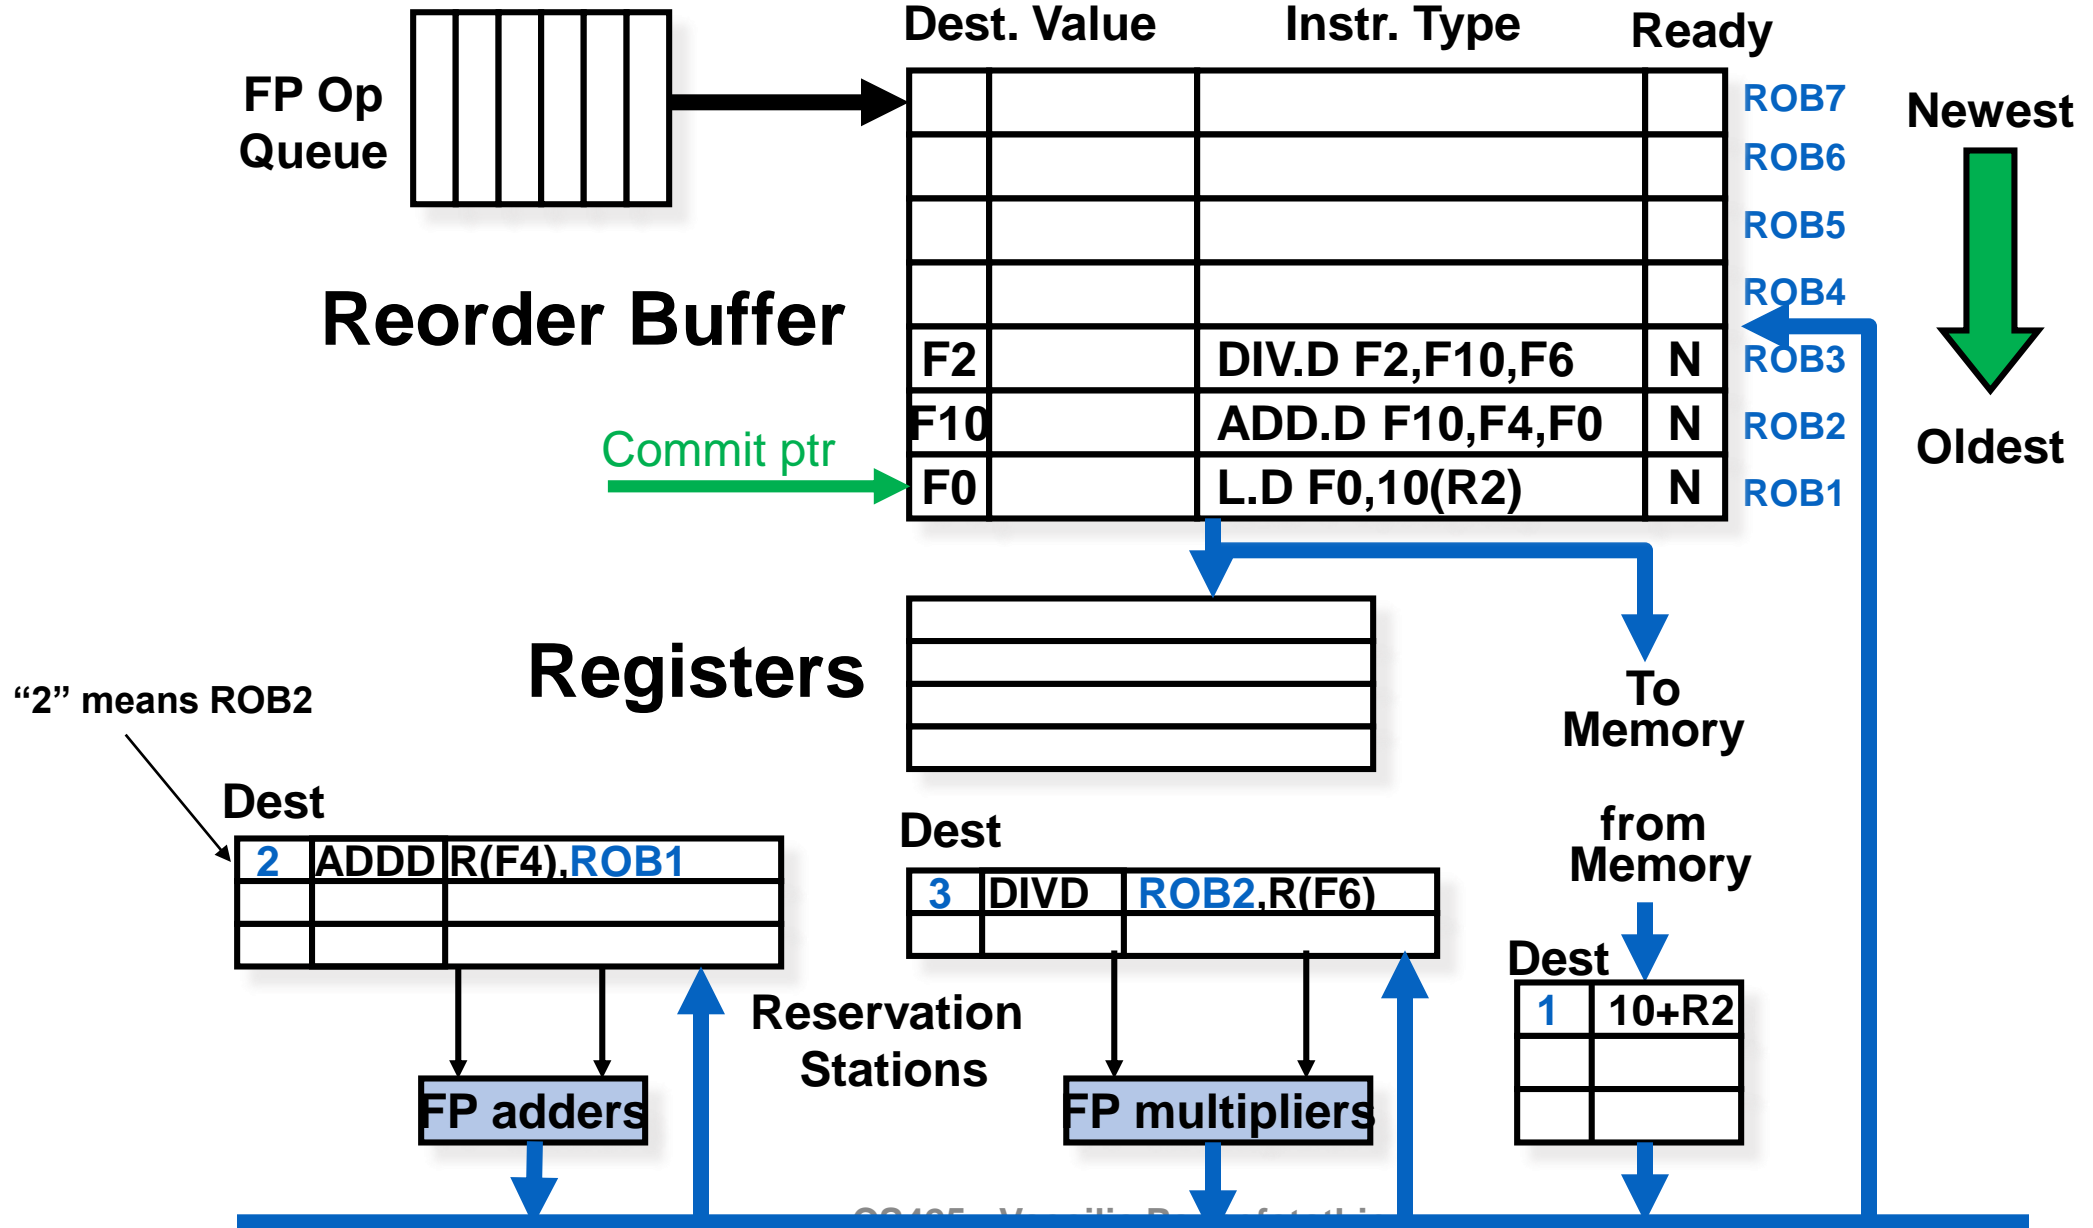 Dest. Value Instr. Type Ready
FP Op
Queue
ROB7
Newest
ROB6
ROB5
Reorder Buffer
ROB4
F2 DIV.D F2,F10,F6 N ROB3
F10 ADD.D F10,F4,F0 N ROB2
Oldest
Commit ptr
F0 L.D F0,10(R2) N ROB1
Registers
To
Memory
“2” means ROB2
Dest
2 ADDD R(F4),ROB1
Dest
3 DIVD ROB2,R(F6)
from
Memory
Dest
1 10+R2
Reservation
Stations
FP adders
FP multipliers